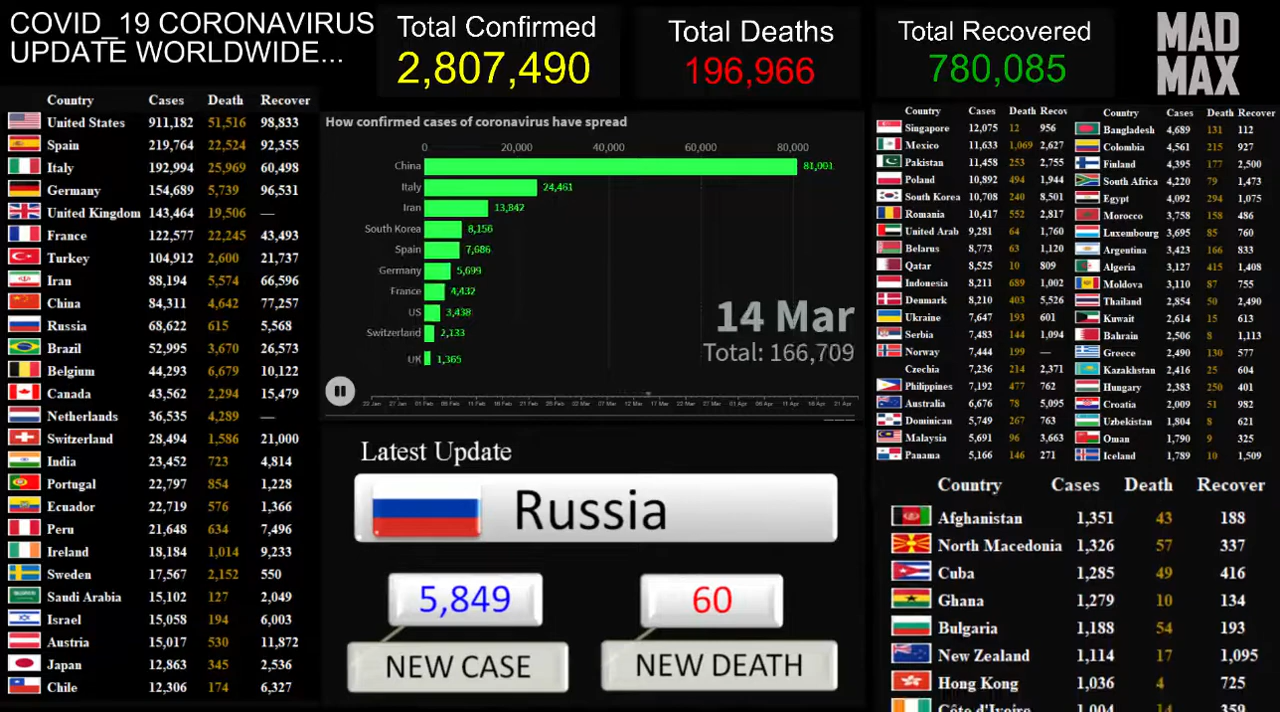 COVID_19 CORONAVIRUS
UPDATE WORLDWIDE...
Total Confirmed
2,807,490
Total Deaths
196,966
Total Recovered
780,085
MAD
MAX
Country Cases Death Recover
United States 911,182 51,516 98,833
Spain 219,764 22,524 92,355
Italy 192,994 25,969 60,498
Germany 154,689 5,739 96,531
United Kingdom 143,464 19,506 —
France 122,577 22,245 43,493
Turkey 104,912 2,600 21,737
Iran 88,194 5,574 66,596
China 84,311 4,642 77,257
Russia 68,622 615 5,568
Brazil 52,995 3,670 26,573
Belgium 44,293 6,679 10,122
Canada 43,562 2,294 15,479
Netherlands 36,535 4,289 —
Switzerland 28,494 1,586 21,000
India 23,452 723 4,814
Portugal 22,797 854 1,228
Ecuador 22,719 576 1,366
Peru 21,648 634 7,496
Ireland 18,184 1,014 9,233
Sweden 17,567 2,152 550
Saudi Arabia 15,102 127 2,049
Israel 15,058 194 6,003
Austria 15,017 530 11,872
Japan 12,863 345 2,536
Chile 12,306 174 6,327
How confirmed cases of coronavirus have spread
0 20,000 40,000 60,000 80,000
China 81,001
Italy 24,461
Iran 13,842
South Korea 8,156
Spain 7,686
Germany 5,699
France 4,432
US 3,438
Switzerland 2,133
UK 1,365
14 Mar
Total: 166,709
Latest Update
Russia
5,849
60
NEW CASE
NEW DEATH
Country Cases Death Recov
Singapore 12,075 12 956
Mexico 11,633 1,069 2,627
Pakistan 11,458 253 2,755
Poland 10,892 494 1,944
South Korea 10,708 240 8,501
Romania 10,417 552 2,817
United Arab 9,281 64 1,760
Belarus 8,773 63 1,120
Qatar 8,525 10 809
Indonesia 8,211 689 1,002
Denmark 8,210 403 5,526
Ukraine 7,647 193 601
Serbia 7,483 144 1,094
Norway 7,444 199 —
Czechia 7,236 214 2,371
Philippines 7,192 477 762
Australia 6,676 78 5,095
Dominican 5,749 267 763
Malaysia 5,691 96 3,663
Panama 5,166 146 271
Country Cases Death Recover
Bangladesh 4,689 131 112
Colombia 4,561 215 927
Finland 4,395 177 2,500
South Africa 4,220 79 1,473
Egypt 4,092 294 1,075
Morocco 3,758 158 486
Luxembourg 3,695 85 760
Argentina 3,423 166 833
Algeria 3,127 415 1,408
Moldova 3,110 87 755
Thailand 2,854 50 2,490
Kuwait 2,614 15 613
Bahrain 2,506 8 1,113
Greece 2,490 130 577
Kazakhstan 2,416 25 604
Hungary 2,383 250 401
Croatia 2,009 51 982
Uzbekistan 1,804 8 621
Oman 1,790 9 325
Iceland 1,789 10 1,509
Country Cases Death Recover
Afghanistan 1,351 43 188
North Macedonia 1,326 57 337
Cuba 1,285 49 416
Ghana 1,279 10 134
Bulgaria 1,188 54 193
New Zealand 1,114 17 1,095
Hong Kong 1,036 4 725
Côte d'Ivoire 1,004 14 359